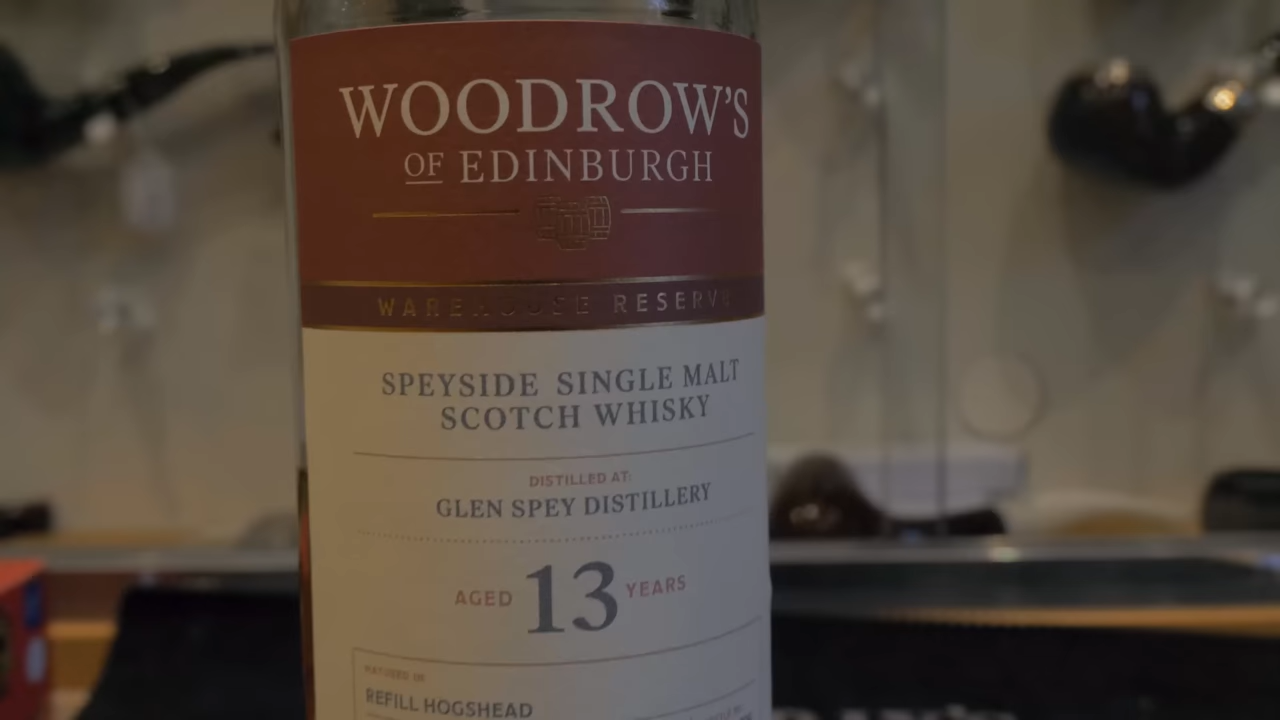 WOODROW'S
OF EDINBURGH
WAREHOUSE RESERVE
SPEYSIDE SINGLE MALT
SCOTCH WHISKY
DISTILLED AT:
GLEN SPEY DISTILLERY
AGED 13 YEARS
MATURED IN
REFILL HOGSHEAD